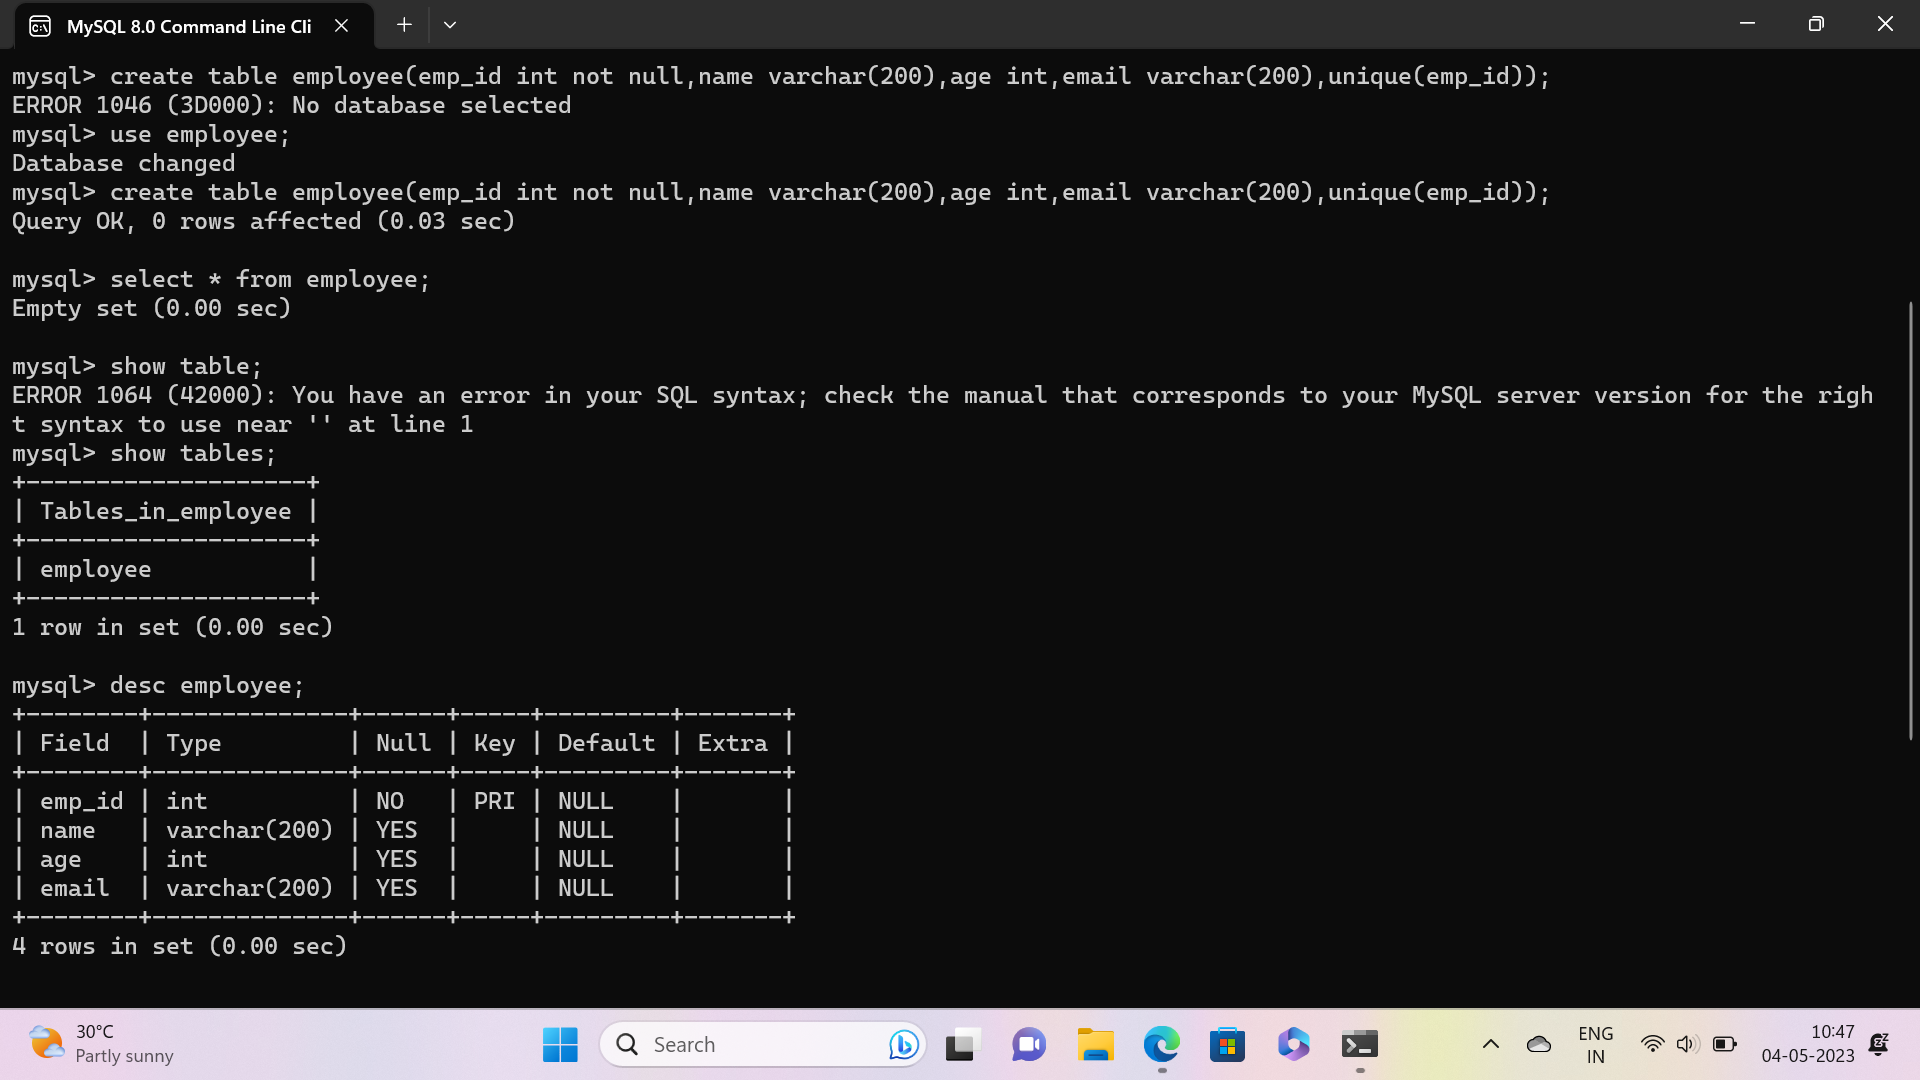 MySQL 8.0 Command Line Cli
mysql> create table employee(emp_id int not null,name varchar(200),age int,email varchar(200),unique(emp_id));
ERROR 1046 (3D000): No database selected
mysql> use employee;
Database changed
mysql> create table employee(emp_id int not null,name varchar(200),age int,email varchar(200),unique(emp_id));
Query OK, 0 rows affected (0.03 sec)
mysql> select * from employee;
Empty set (0.00 sec)
mysql> show table;
ERROR 1064 (42000): You have an error in your SQL syntax; check the manual that corresponds to your MySQL server version for the righ
t syntax to use near '' at line 1
mysql> show tables;
+--------------------+
| Tables_in_employee |
+--------------------+
| employee           |
+--------------------+
1 row in set (0.00 sec)
mysql> desc employee;
+--------+--------------+------+-----+---------+-------+
| Field  | Type         | Null | Key | Default | Extra |
+--------+--------------+------+-----+---------+-------+
| emp_id | int          | NO   | PRI | NULL    |       |
| name   | varchar(200) | YES  |     | NULL    |       |
| age    | int          | YES  |     | NULL    |       |
| email  | varchar(200) | YES  |     | NULL    |       |
+--------+--------------+------+-----+---------+-------+
4 rows in set (0.00 sec)
30°C
Partly sunny
Search
ENG
IN
10:47
04-05-2023